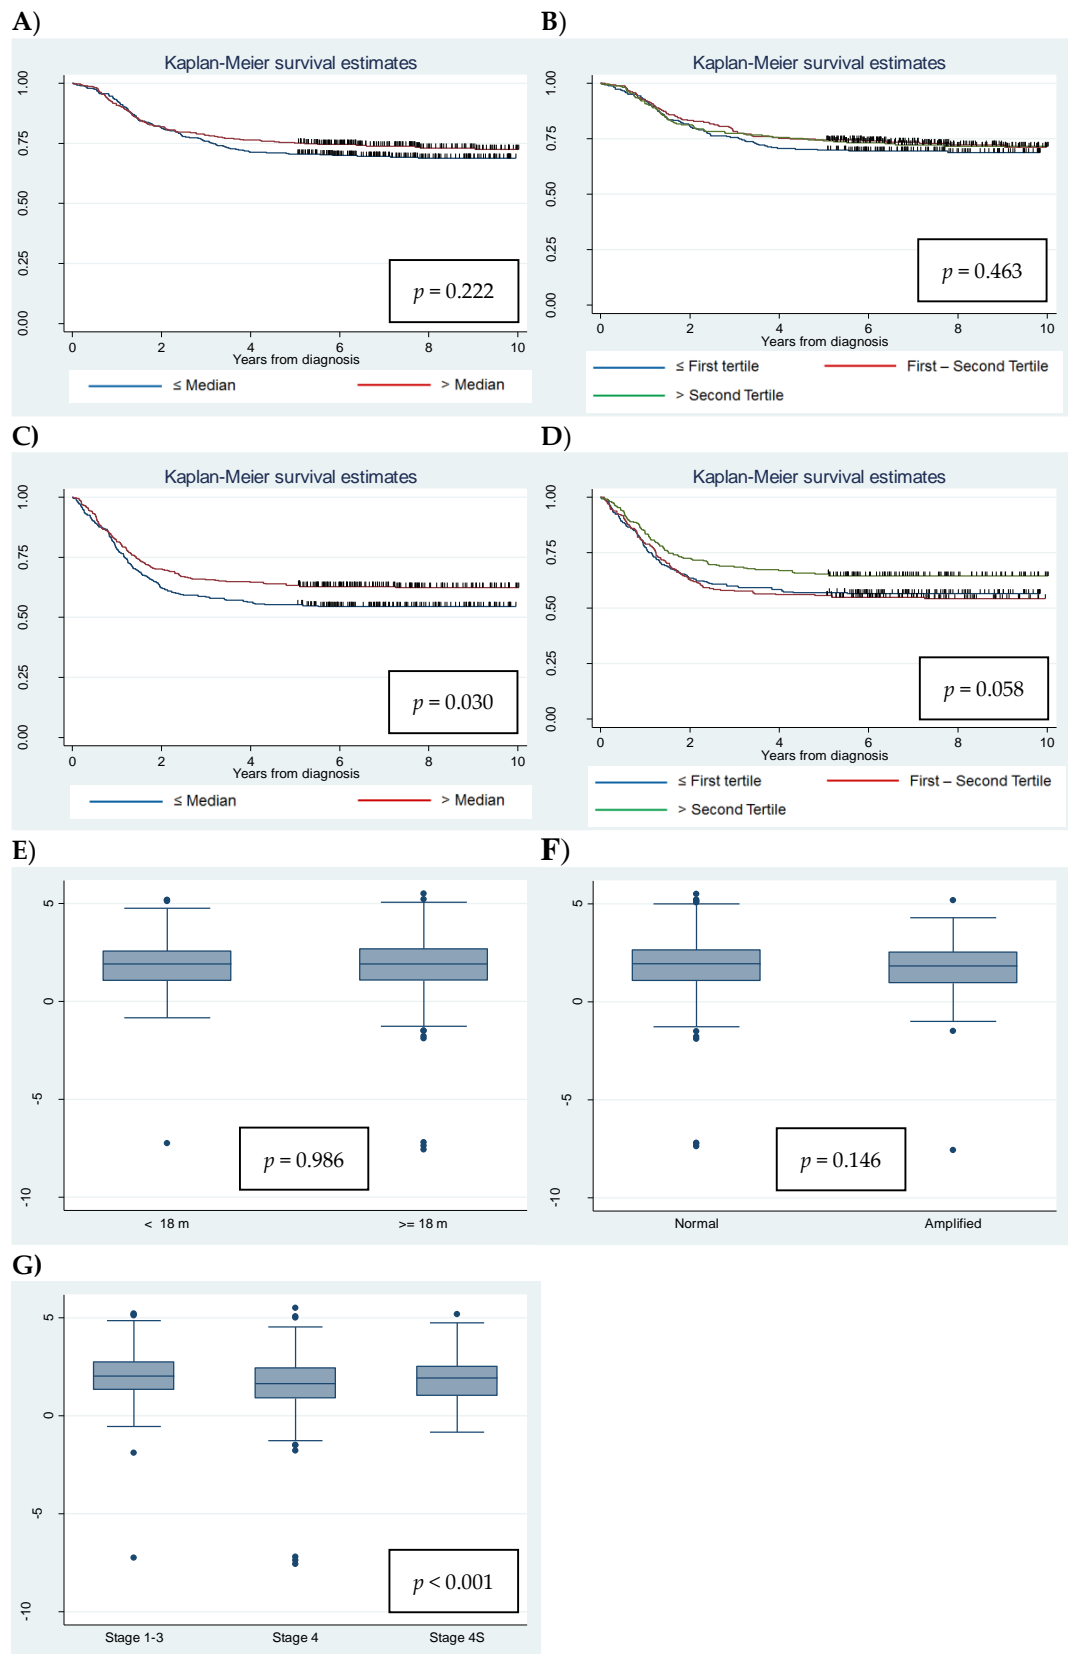 A)
Kaplan-Meier survival estimates
1.00
0.75
0.50
0.25
0.00
p = 0.222
0 2 4 6 8 10
Years from diagnosis
≤ Median > Median
B)
Kaplan-Meier survival estimates
1.00
0.75
0.50
0.25
0.00
p = 0.463
0 2 4 6 8 10
Years from diagnosis
≤ First tertile First – Second Tertile
> Second Tertile
C)
Kaplan-Meier survival estimates
1.00
0.75
0.50
0.25
0.00
p = 0.030
0 2 4 6 8 10
Years from diagnosis
≤ Median > Median
D)
Kaplan-Meier survival estimates
1.00
0.75
0.50
0.25
0.00
p = 0.058
0 2 4 6 8 10
Years from diagnosis
≤ First tertile First – Second Tertile
> Second Tertile
E)
5
0
-5
-10
p = 0.986
< 18 m >= 18 m
F)
5
0
-5
-10
p = 0.146
Normal Amplified
G)
5
0
-5
-10
p < 0.001
Stage 1-3 Stage 4 Stage 4S